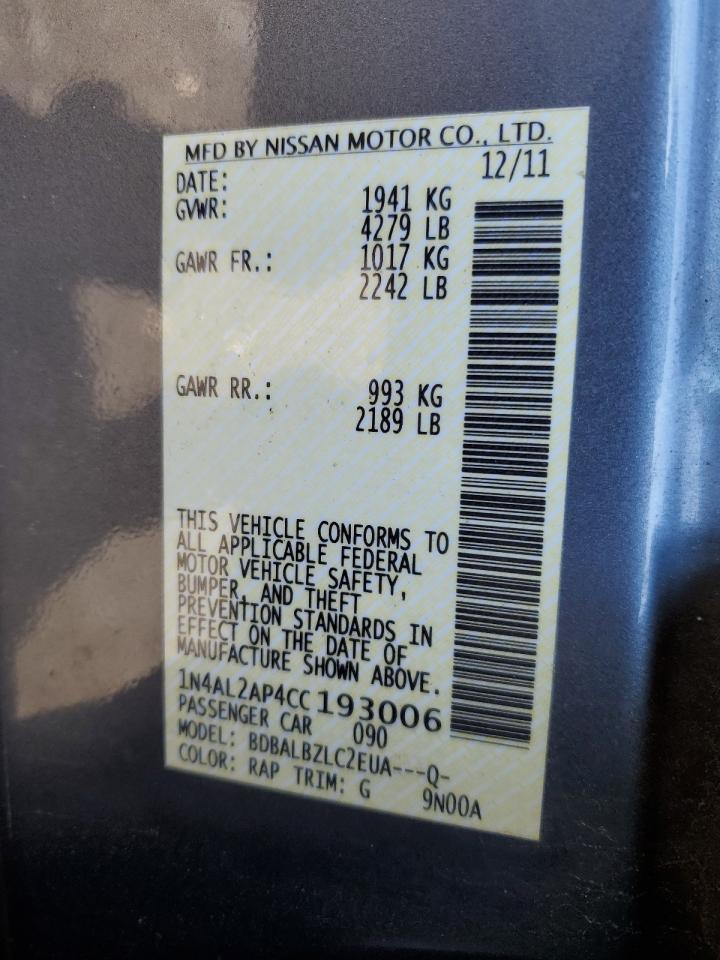 MFD BY NISSAN MOTOR CO., LTD.
DATE: 12/11
GVWR: 1941 KG
4279 LB
GAWR FR.: 1017 KG
2242 LB
GAWR RR.: 993 KG
2189 LB
THIS VEHICLE CONFORMS TO
ALL APPLICABLE FEDERAL
MOTOR VEHICLE SAFETY,
BUMPER, AND THEFT
PREVENTION STANDARDS IN
EFFECT ON THE DATE OF
MANUFACTURE SHOWN ABOVE.
1N4AL2AP4CC193006
PASSENGER CAR 090
MODEL: BDBALBZLC2EUA---Q-
COLOR: RAP TRIM: G 9N00A